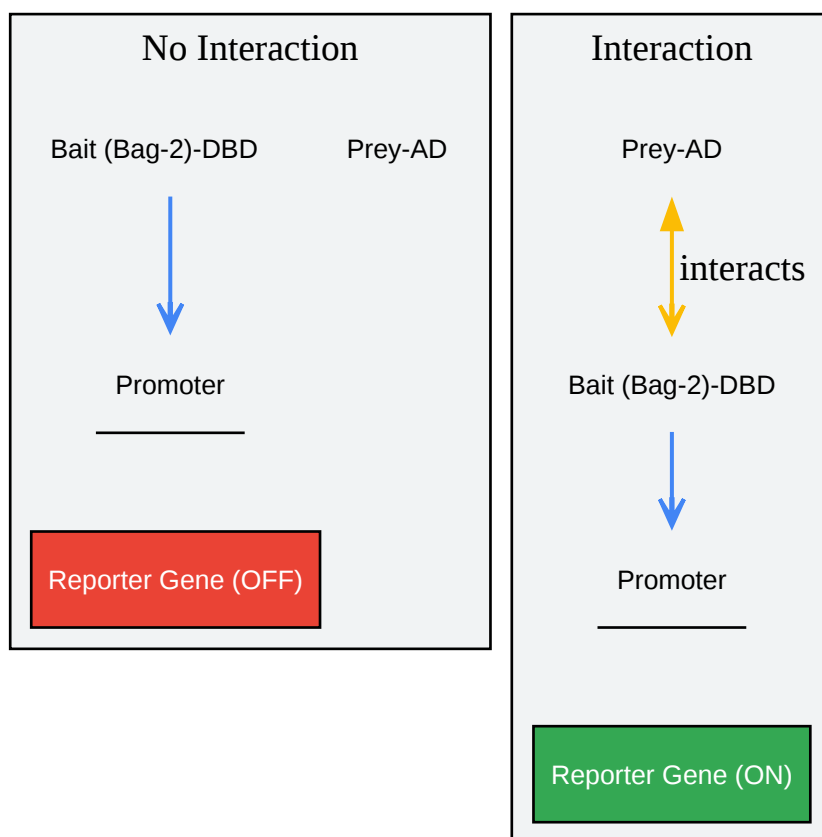 No Interaction
Bait (Bag-2)-DBD
Prey-AD
Promoter
Reporter Gene (OFF)
Interaction
Prey-AD
interacts
Bait (Bag-2)-DBD
Promoter
Reporter Gene (ON)